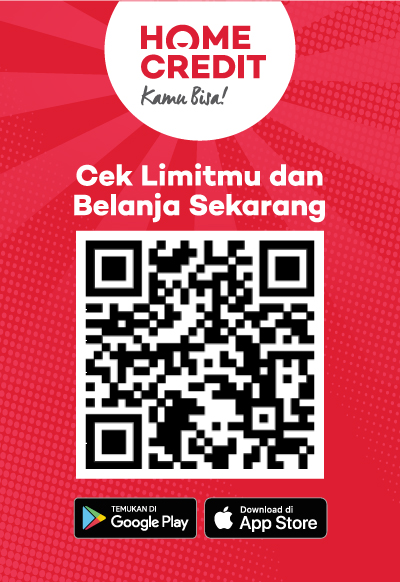 HOME
CREDIT
Kamu Bisa!
Cek Limitmu dan
Belanja Sekarang
TEMUKAN DI
Google Play
Download di
App Store